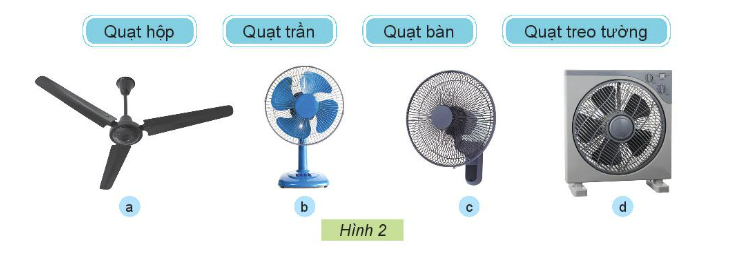 Quạt hộp
Quạt trần
Quạt bàn
Quạt treo tường
a
b
c
d
Hình 2